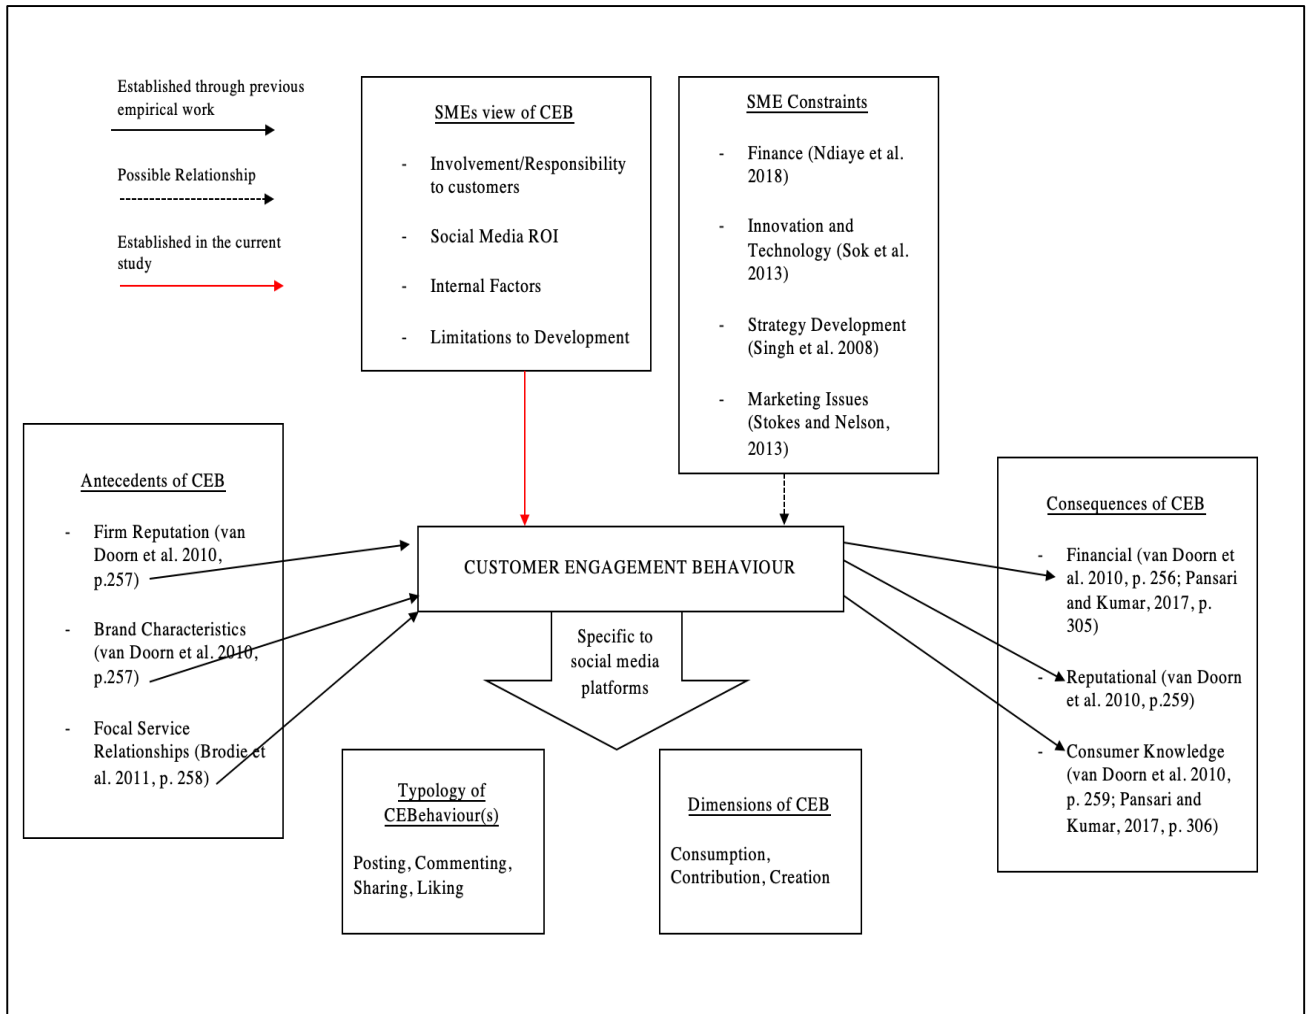 Established through previous
empirical work
Possible Relationship
Established in the current
study
SMEs view of CEB
- Involvement/Responsibility
to customers
- Social Media ROI
- Internal Factors
- Limitations to Development
SME Constraints
- Finance (Ndiaye et al.
2018)
- Innovation and
Technology (Sok et al.
2013)
- Strategy Development
(Singh et al. 2008)
- Marketing Issues
(Stokes and Nelson,
2013)
Antecedents of CEB
- Firm Reputation (van
Doorn et al. 2010,
p.257)
- Brand Characteristics
(van Doorn et al. 2010,
p.257)
- Focal Service
Relationships (Brodie et
al. 2011, p. 258)
CUSTOMER ENGAGEMENT BEHAVIOUR
Specific to
social media
platforms
Consequences of CEB
- Financial (van Doorn et
al. 2010, p. 256; Pansari
and Kumar, 2017, p.
305)
- Reputational (van Doorn
et al. 2010, p.259)
- Consumer Knowledge
(van Doorn et al. 2010,
p. 259; Pansari and
Kumar, 2017, p. 306)
Typology of
CEBehaviour(s)
Posting, Commenting,
Sharing, Liking
Dimensions of CEB
Consumption,
Contribution, Creation